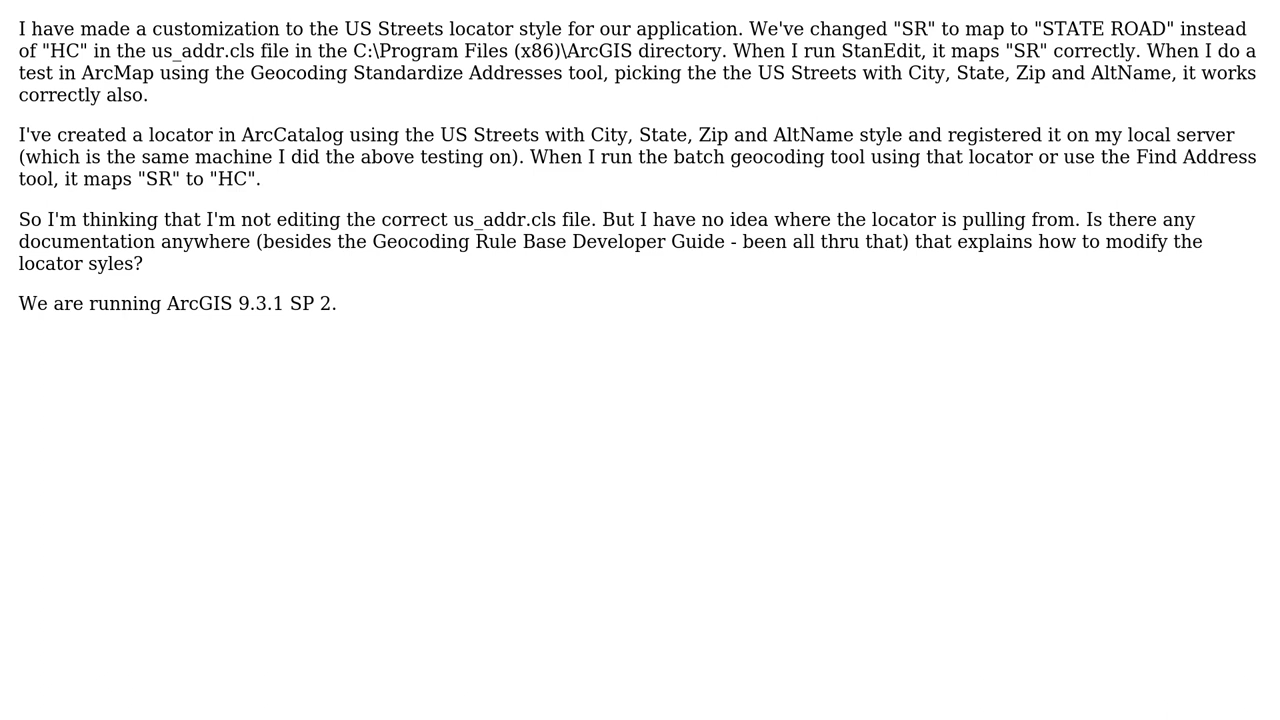 I have made a customization to the US Streets locator style for our application. We've changed "SR" to map to "STATE ROAD" instead
of "HC" in the us_addr.cls file in the C:\Program Files (x86)\ArcGIS directory. When I run StanEdit, it maps "SR" correctly. When I do a
test in ArcMap using the Geocoding Standardize Addresses tool, picking the the US Streets with City, State, Zip and AltName, it works
correctly also.
I've created a locator in ArcCatalog using the US Streets with City, State, Zip and AltName style and registered it on my local server
(which is the same machine I did the above testing on). When I run the batch geocoding tool using that locator or use the Find Address
tool, it maps "SR" to "HC".
So I'm thinking that I'm not editing the correct us_addr.cls file. But I have no idea where the locator is pulling from. Is there any
documentation anywhere (besides the Geocoding Rule Base Developer Guide - been all thru that) that explains how to modify the
locator syles?
We are running ArcGIS 9.3.1 SP 2.